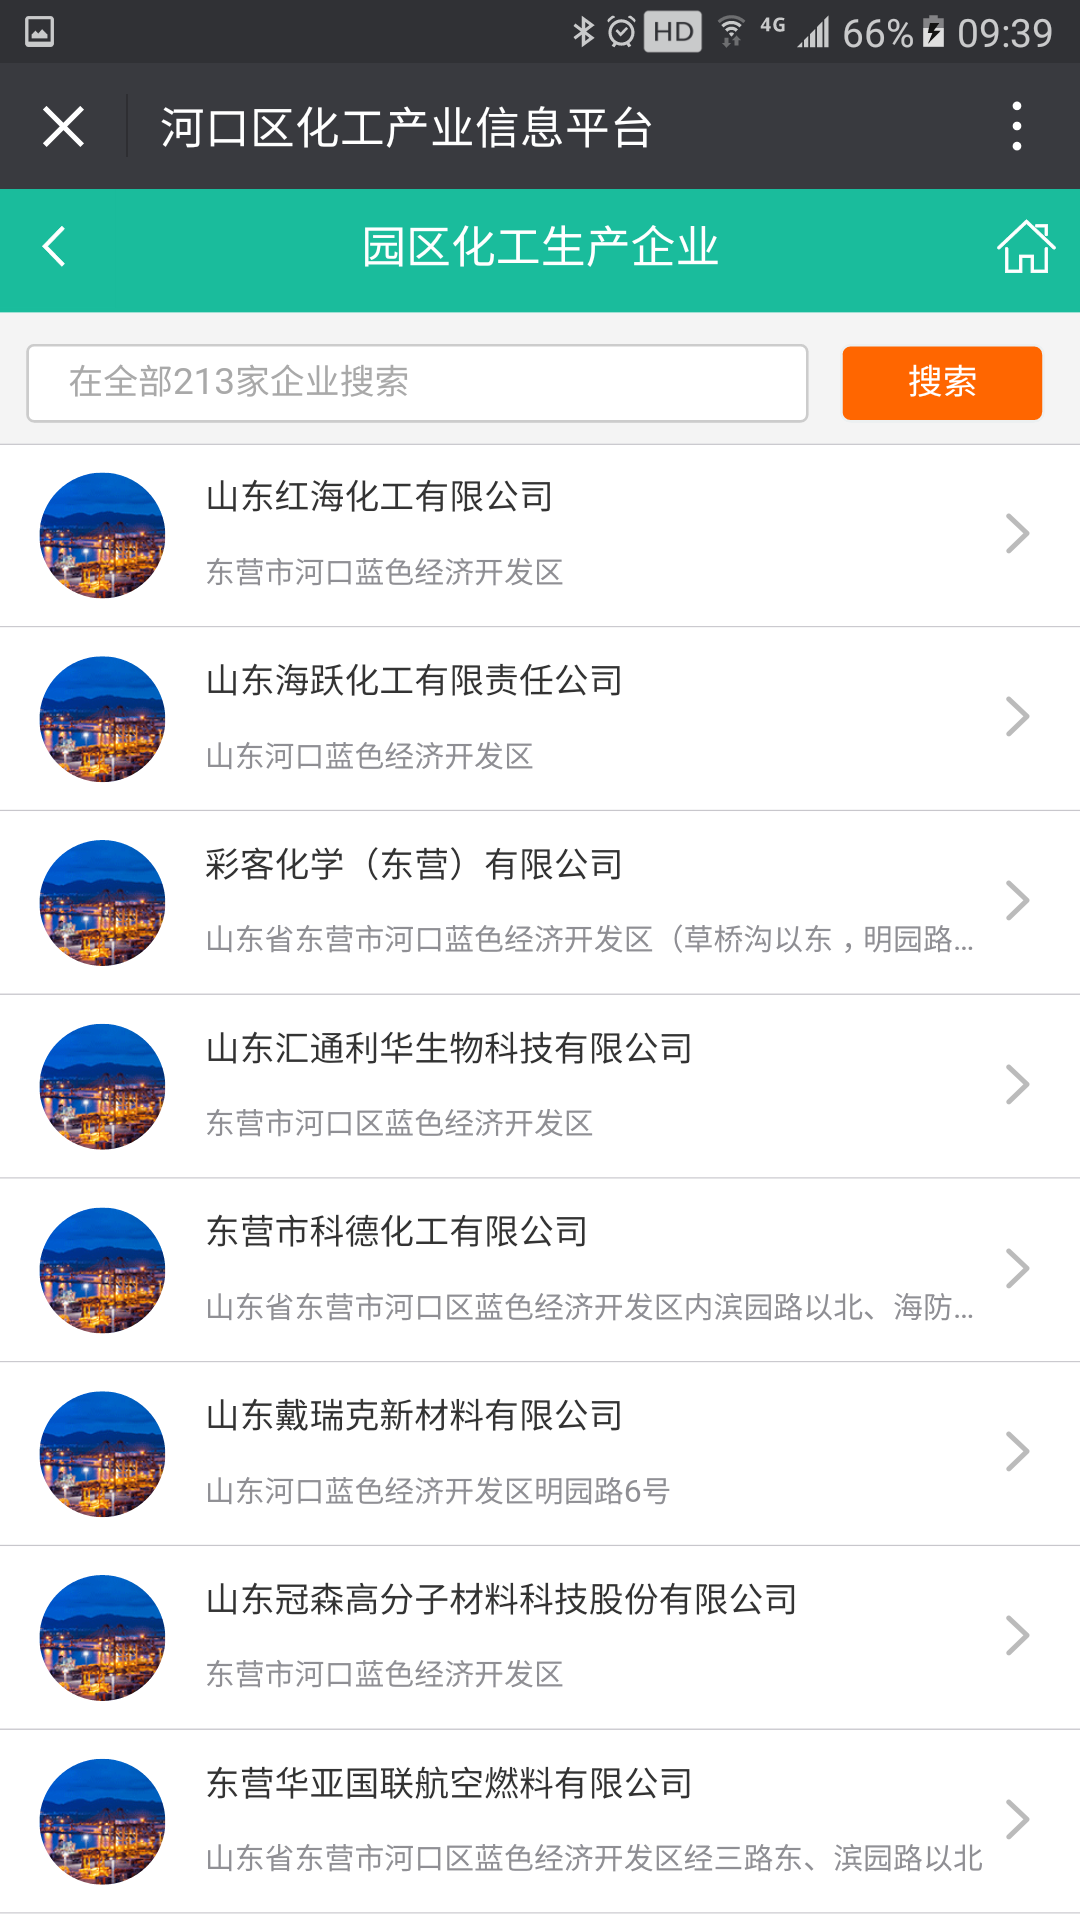 HD 4G 66% 09:39
河口区化工产业信息平台
园区化工生产企业
在全部213家企业搜索 搜索
山东红海化工有限公司
东营市河口蓝色经济开发区
山东海跃化工有限责任公司
山东河口蓝色经济开发区
彩客化学（东营）有限公司
山东省东营市河口蓝色经济开发区（草桥沟以东，明园路...
山东汇通利华生物科技有限公司
东营市河口区蓝色经济开发区
东营市科德化工有限公司
山东省东营市河口区蓝色经济开发区内滨园路以北、海防...
山东戴瑞克新材料有限公司
山东河口蓝色经济开发区明园路6号
山东冠森高分子材料科技股份有限公司
东营市河口蓝色经济开发区
东营华亚国联航空燃料有限公司
山东省东营市河口区蓝色经济开发区经三路东、滨园路以北